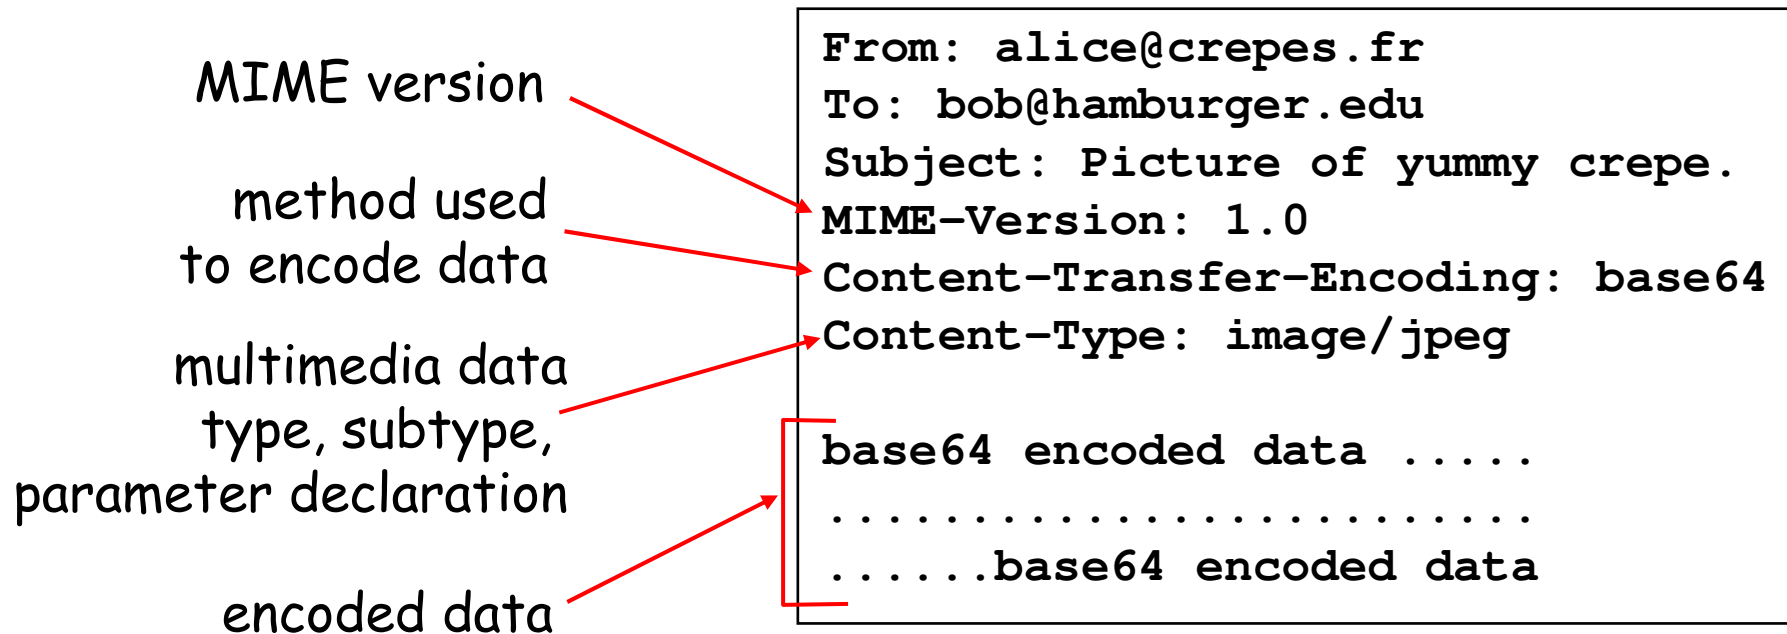 MIME version
method used
to encode data
multimedia data
type, subtype,
parameter declaration
encoded data
From: alice@crepes.fr
To: bob@hamburger.edu
Subject: Picture of yummy crepe.
MIME-Version: 1.0
Content-Transfer-Encoding: base64
Content-Type: image/jpeg
base64 encoded data .....
.........................
......base64 encoded data